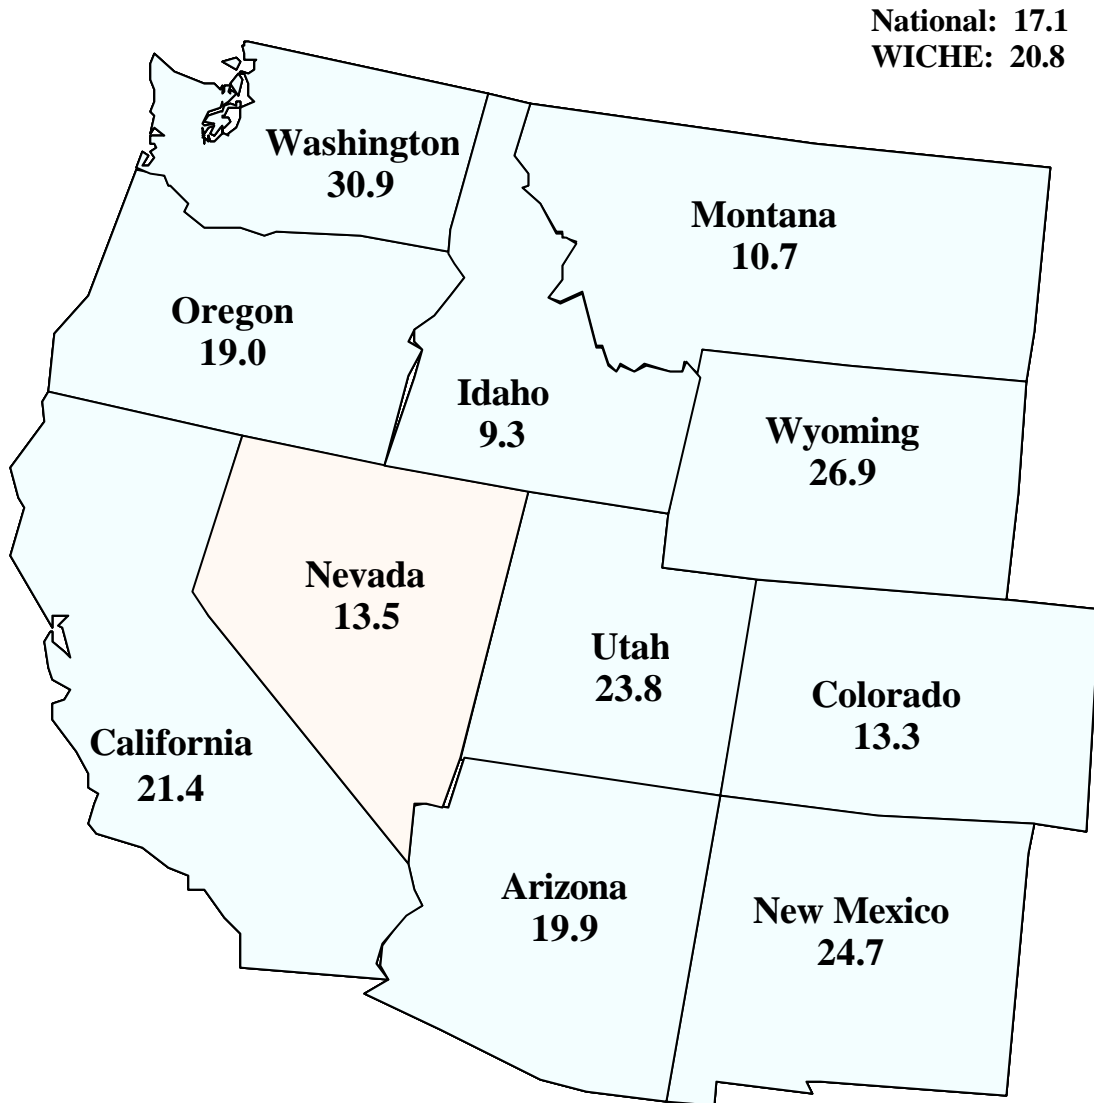 National: 17.1
WICHE: 20.8
Washington
30.9
Montana
10.7
Oregon
19.0
Idaho
9.3
Wyoming
26.9
Nevada
13.5
Utah
23.8
Colorado
13.3
California
21.4
Arizona
19.9
New Mexico
24.7